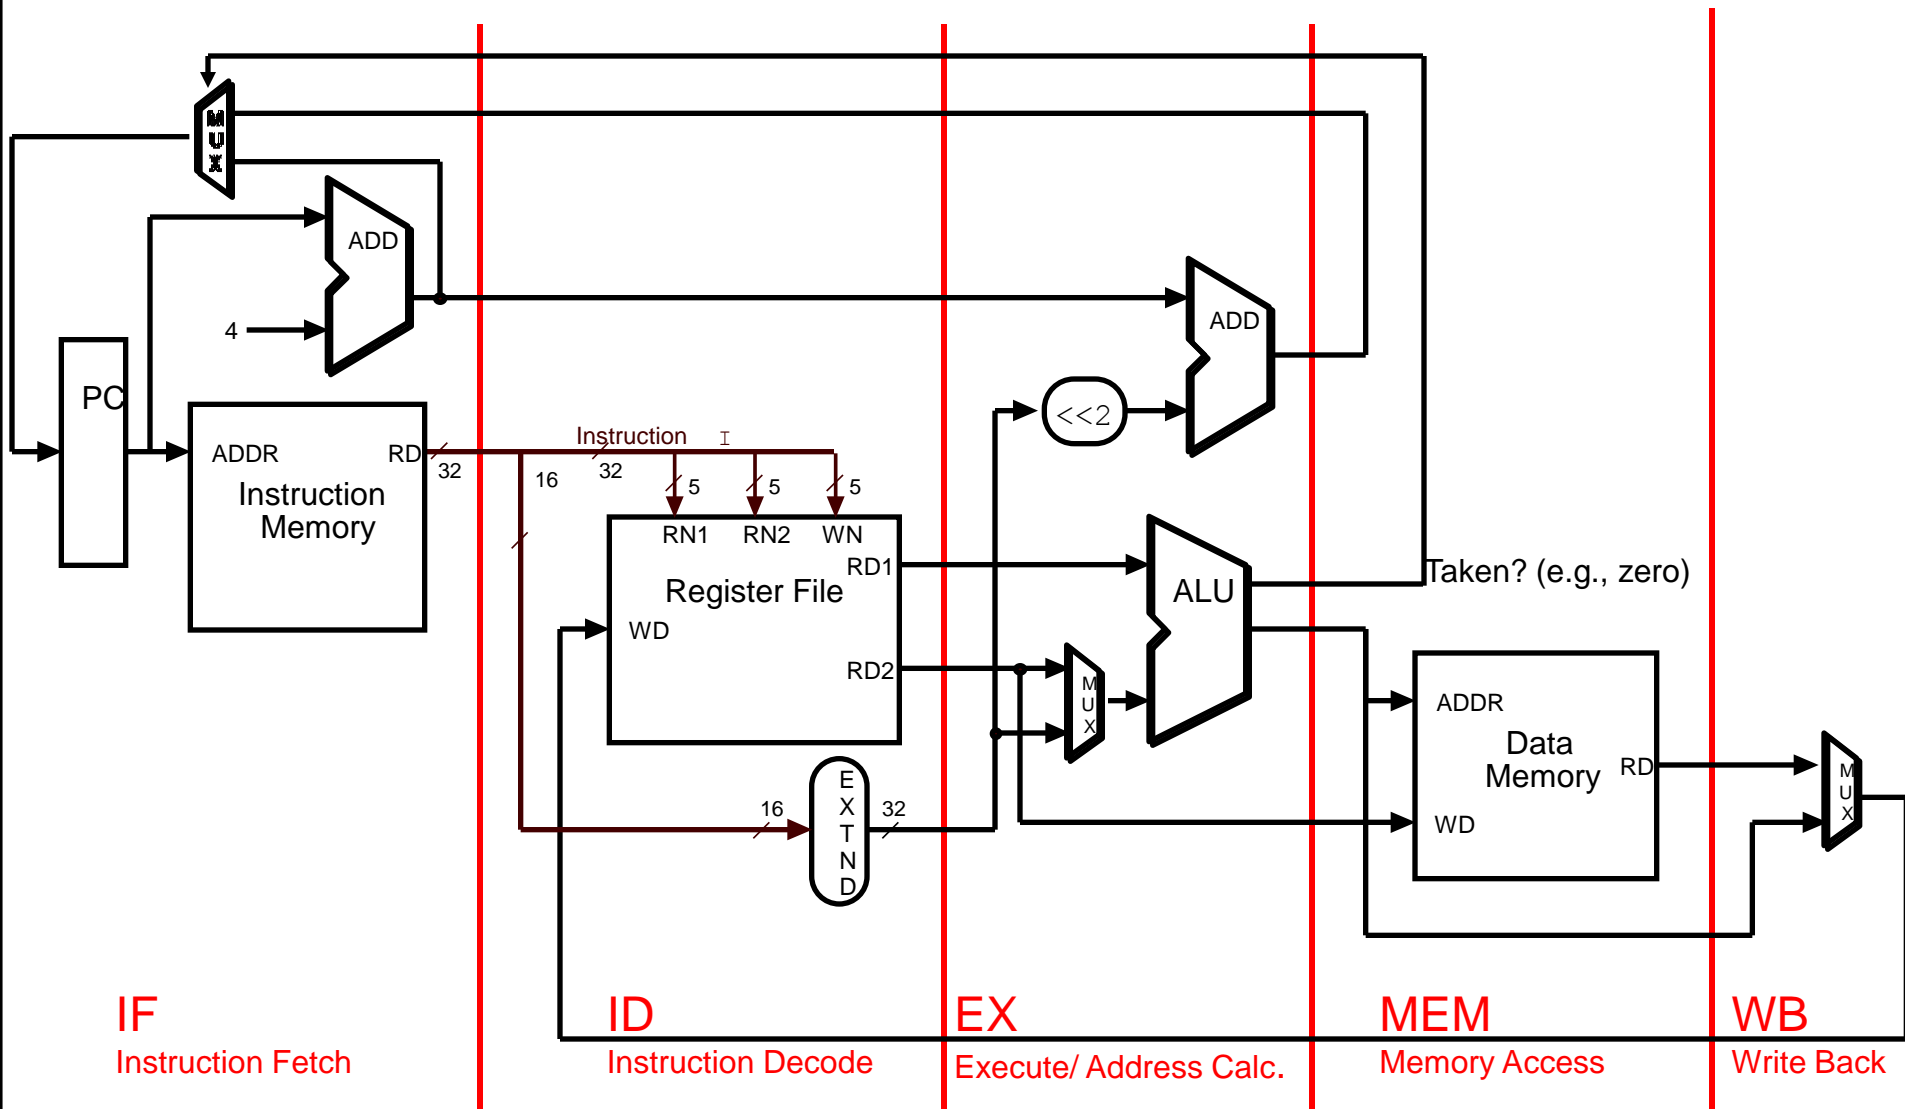 M
U
X
ADD
4
PC
ADDR
RD
32
Instruction
Memory
Instruction I
32
16
5
5
5
RN1
RN2
WN
RD1
Register File
WD
RD2
16
E
X
T
N
D
32
ADD
<<2
ALU
M
U
X
Taken? (e.g., zero)
ADDR
Data
Memory
RD
WD
M
U
X
IF
Instruction Fetch
ID
Instruction Decode
EX
Execute/ Address Calc.
MEM
Memory Access
WB
Write Back